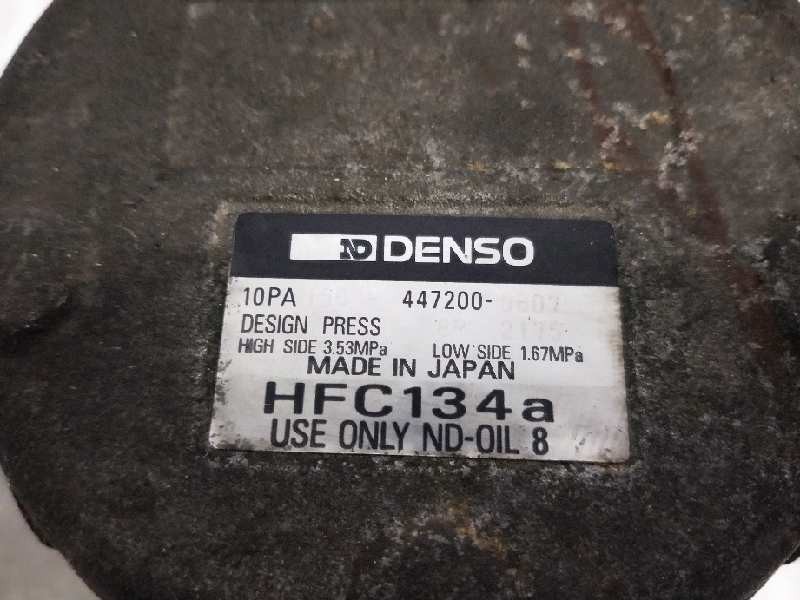 ND DENSO
10PA 447200-
DESIGN PRESS
HIGH SIDE 3.53MPa LOW SIDE 1.67MPa
MADE IN JAPAN
HFC134a
USE ONLY ND-OIL 8